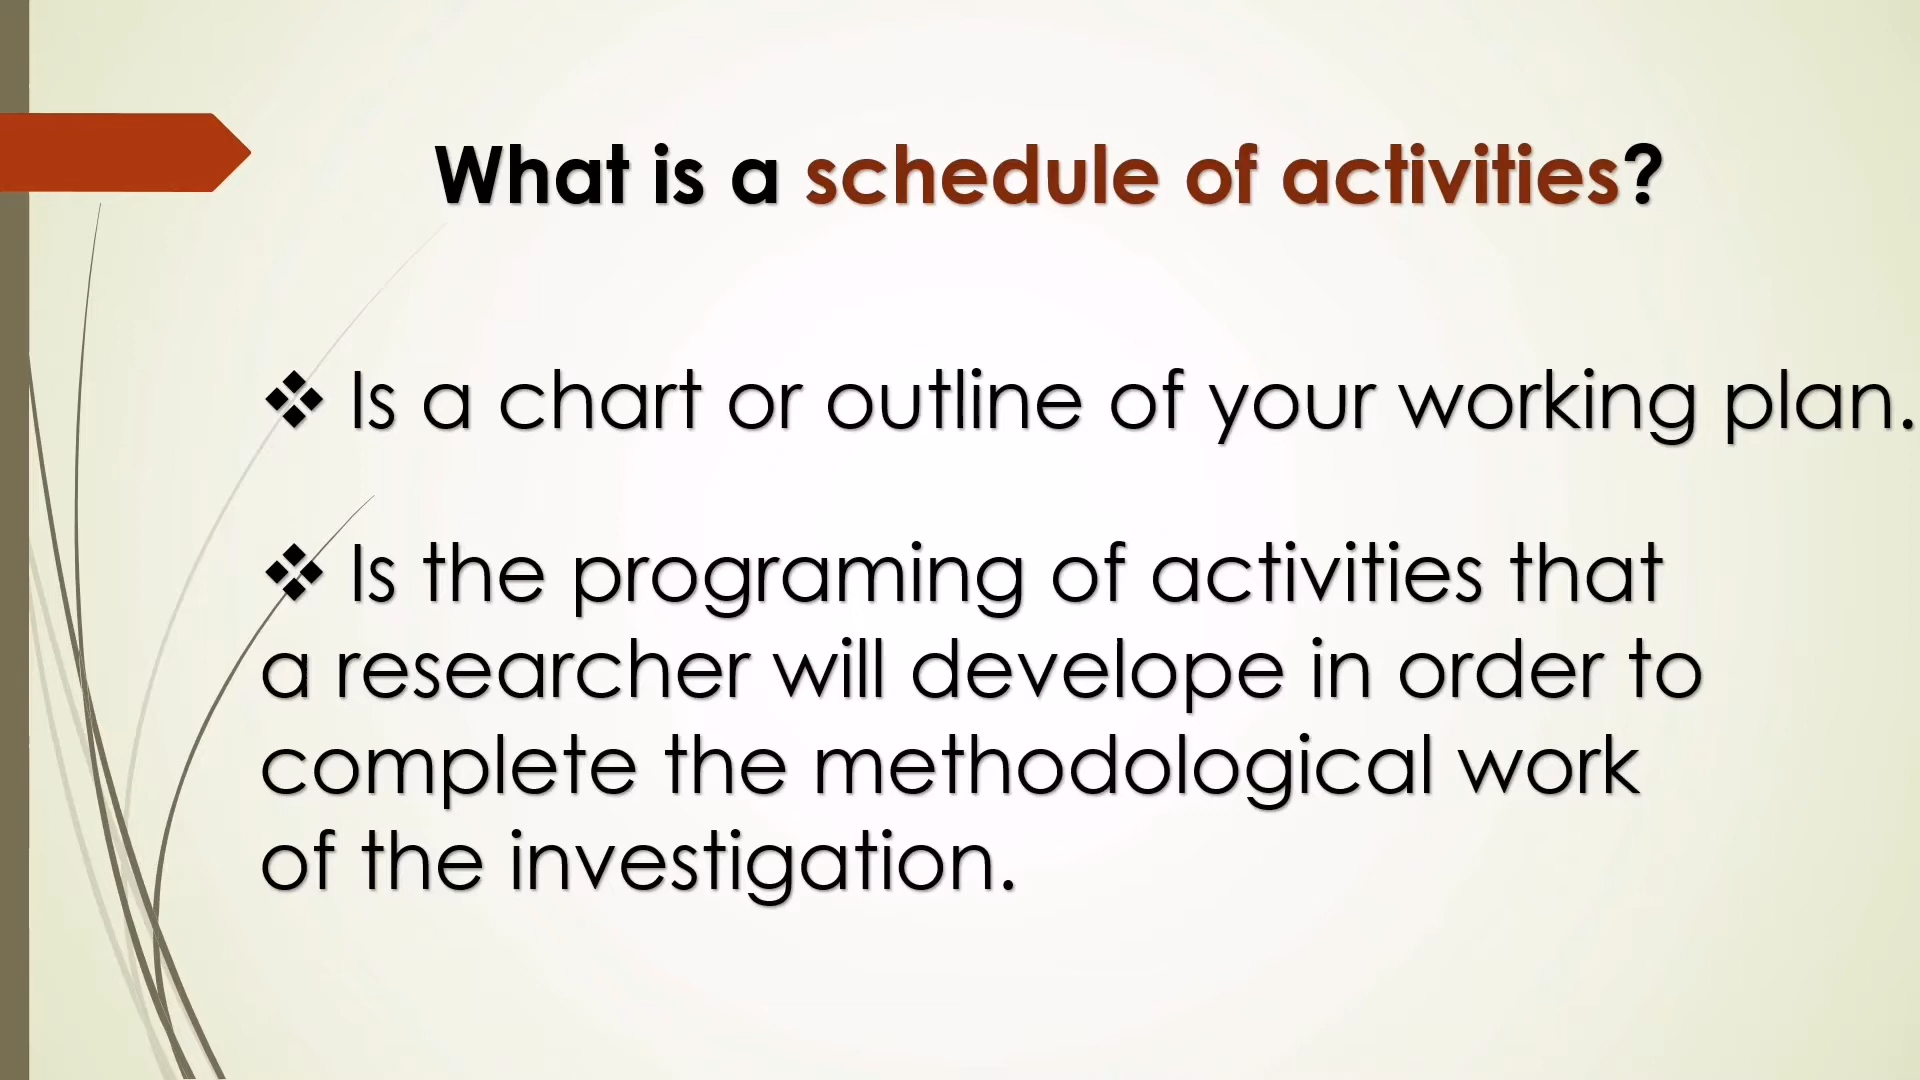 What is a schedule of activities?
❖ Is a chart or outline of your working plan.
❖ Is the programing of activities that
a researcher will develope in order to
complete the methodological work
of the investigation.